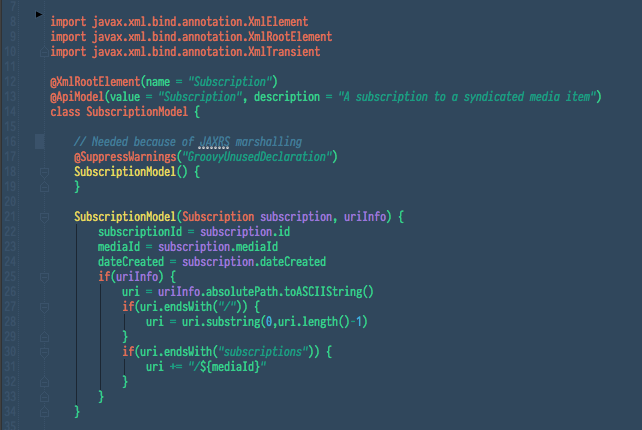 7
8 import javax.xml.bind.annotation.XmlElement
9 import javax.xml.bind.annotation.XmlRootElement
10 import javax.xml.bind.annotation.XmlTransient
11
12 @XmlRootElement(name = "Subscription")
13 @ApiModel(value = "Subscription", description = "A subscription to a syndicated media item")
14 class SubscriptionModel {
15
16 // Needed because of JAXRS marshalling
17 @SuppressWarnings("GroovyUnusedDeclaration")
18 SubscriptionModel() {
19 }
20
21 SubscriptionModel(Subscription subscription, uriInfo) {
22 subscriptionId = subscription.id
23 mediaId = subscription.mediaId
24 dateCreated = subscription.dateCreated
25 if(uriInfo) {
26 uri = uriInfo.absolutePath.toASCIIString()
27 if(uri.endsWith("/")) {
28 uri = uri.substring(0,uri.length()-1)
29 }
30 if(uri.endsWith("subscriptions")) {
31 uri += "/${mediaId}"
32 }
33 }
34 }
35